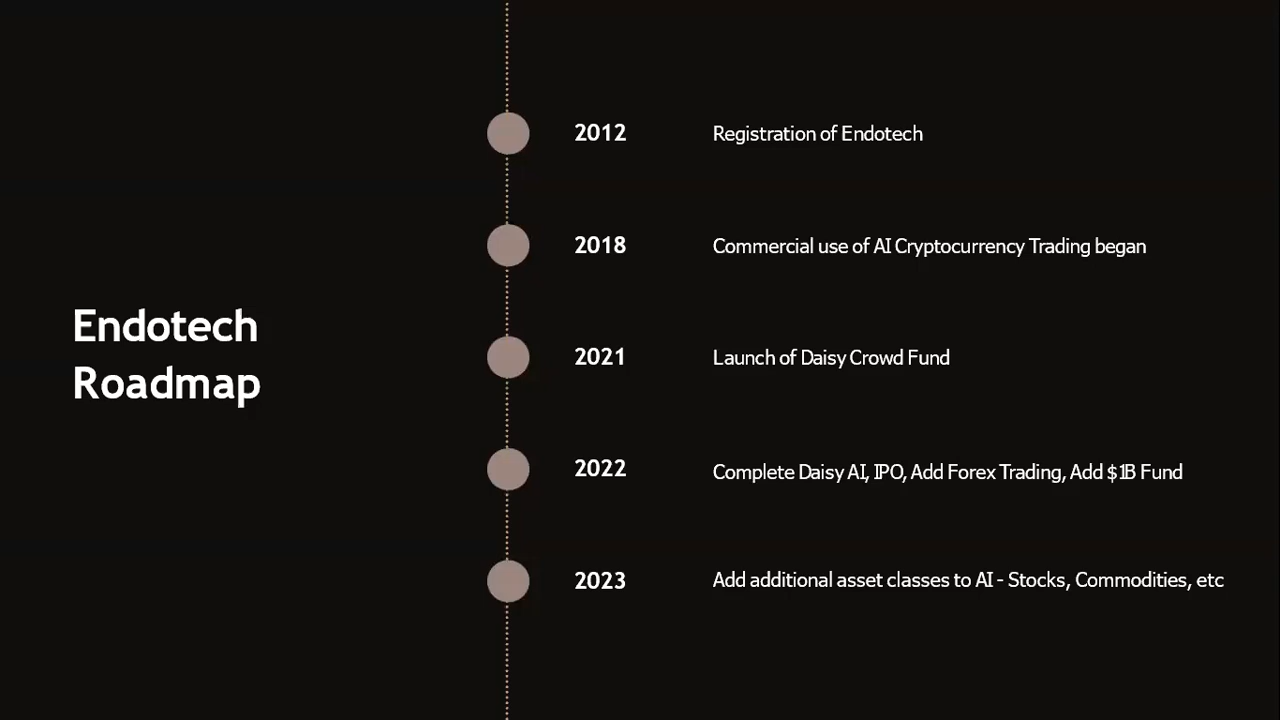 Endotech
Roadmap
2012 Registration of Endotech
2018 Commercial use of AI Cryptocurrency Trading began
2021 Launch of Daisy Crowd Fund
2022 Complete Daisy AI, IPO, Add Forex Trading, Add $1B Fund
2023 Add additional asset classes to AI - Stocks, Commodities, etc